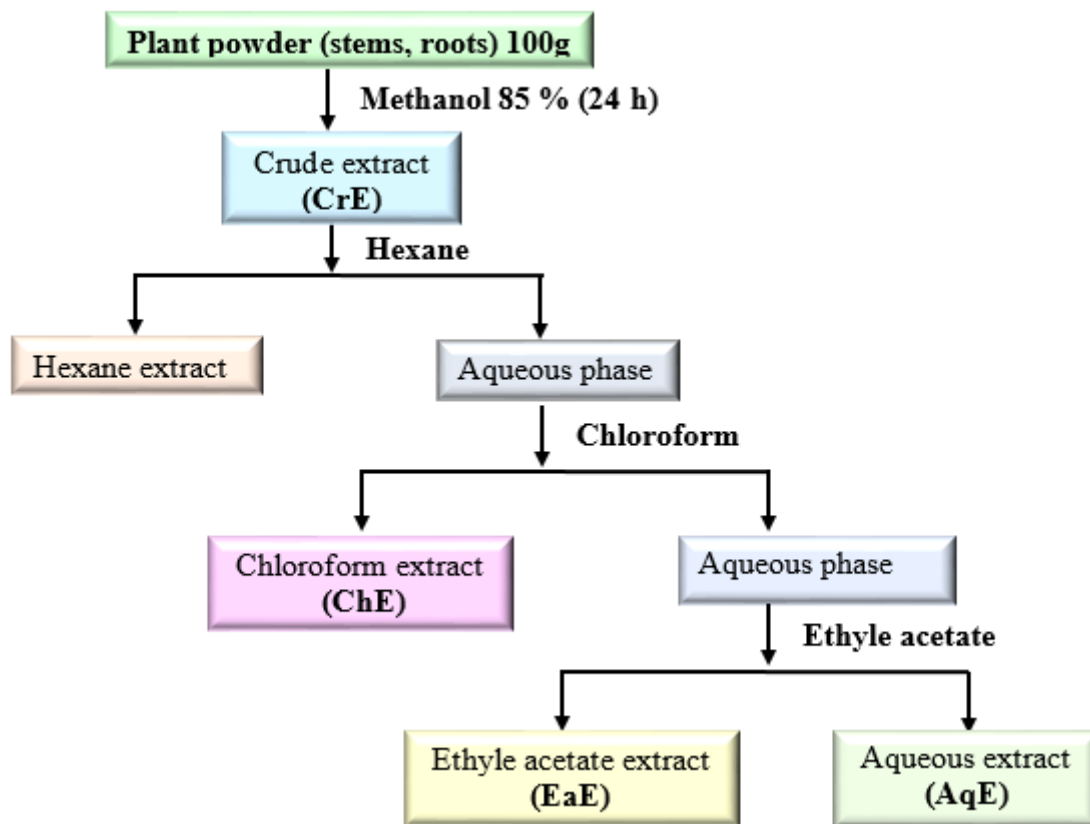 Plant powder (stems, roots) 100g
Methanol 85 % (24 h)
Crude extract
(CrE)
Hexane
Hexane extract
Aqueous phase
Chloroform
Chloroform extract
(ChE)
Aqueous phase
Ethyle acetate
Ethyle acetate extract
(EaE)
Aqueous extract
(AqE)